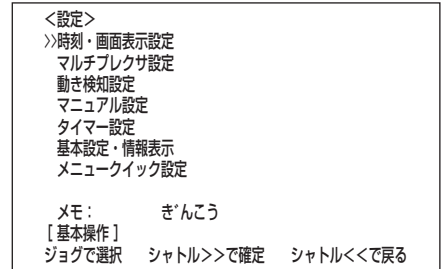 ＜設定＞
>>時刻・画面表示設定
マルチプレクサ設定
動き検知設定
マニュアル設定
タイマー設定
基本設定・情報表示
メニュークイック設定
メモ： ぎんこう
[ 基本操作 ]
ジョグで選択 シャトル>>で確定 シャトル<<で戻る